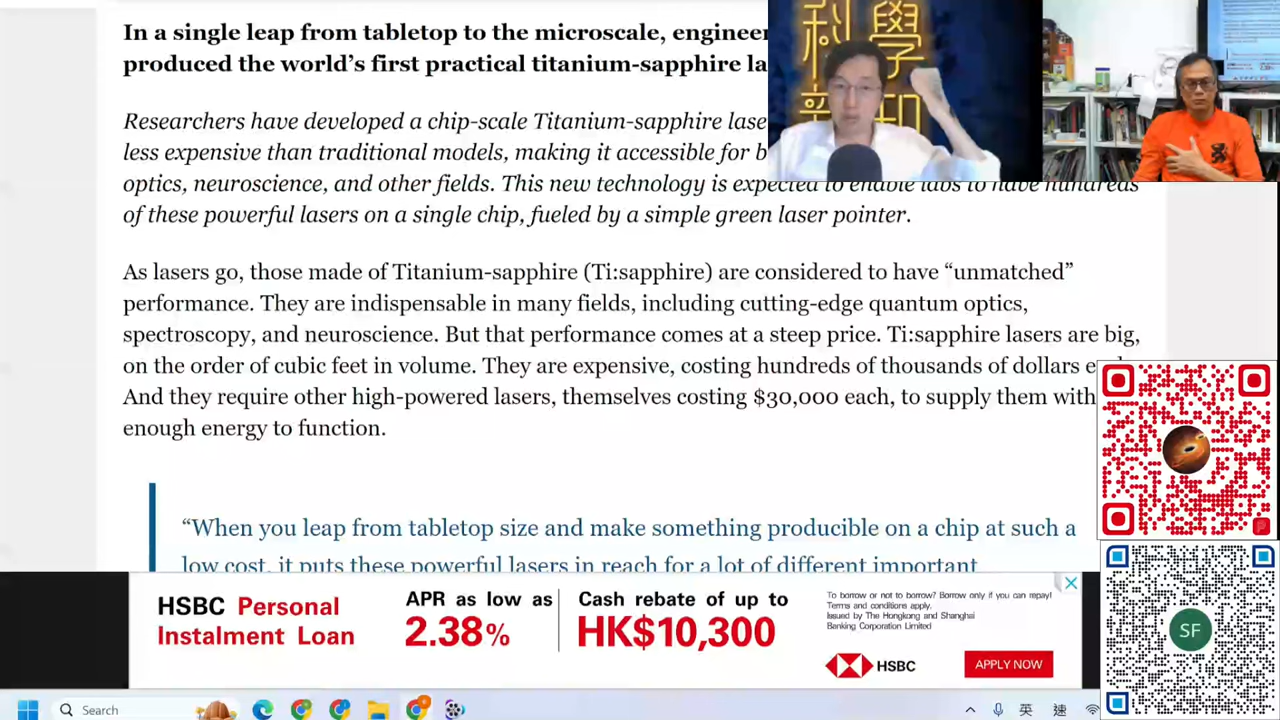 In a single leap from tabletop to the microscale, engineer
produced the world's first practical titanium-sapphire la
科學
新知
Researchers have developed a chip-scale Titanium-sapphire lase
less expensive than traditional models, making it accessible for b
optics, neuroscience, and other fields. This new technology is expected to enable labs to have hundreds
of these powerful lasers on a single chip, fueled by a simple green laser pointer.
As lasers go, those made of Titanium-sapphire (Ti:sapphire) are considered to have “unmatched”
performance. They are indispensable in many fields, including cutting-edge quantum optics,
spectroscopy, and neuroscience. But that performance comes at a steep price. Ti:sapphire lasers are big,
on the order of cubic feet in volume. They are expensive, costing hundreds of thousands of dollars e
And they require other high-powered lasers, themselves costing $30,000 each, to supply them with
enough energy to function.
“When you leap from tabletop size and make something producible on a chip at such a
low cost, it puts these powerful lasers in reach for a lot of different important
HSBC Personal
Instalment Loan
APR as low as
2.38%
Cash rebate of up to
HK$10,300
To borrow or not to borrow? Borrow only if you can repay!
Terms and conditions apply.
Issued by The Hongkong and Shanghai
Banking Corporation Limited
HSBC
APPLY NOW
SF
Search
英
速